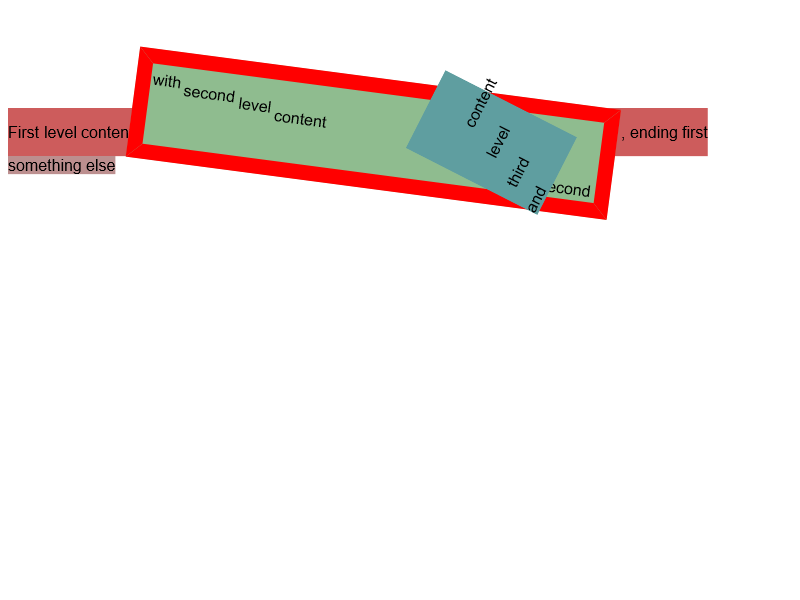 First level conten
with second level content
and third level content
econd
, ending first
something else